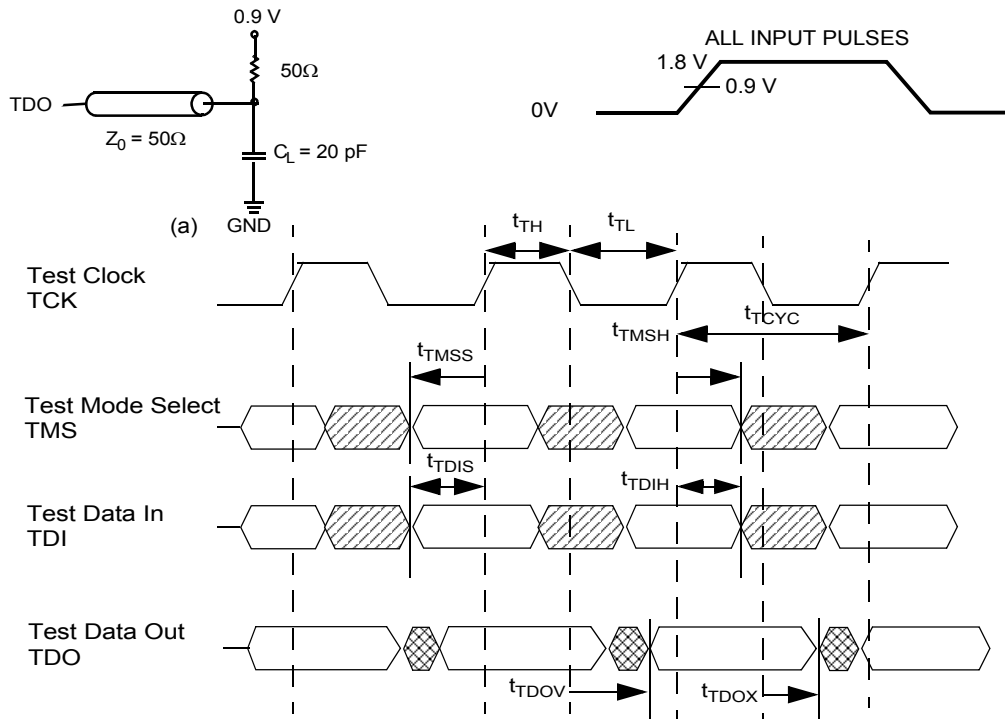 0.9 V
50Ω
TDO
Z0 = 50Ω
CL = 20 pF
(a)
GND
ALL INPUT PULSES
1.8 V
0.9 V
0V
tTH
tTL
Test Clock
TCK
tTMSH
tTCYC
tTMSS
Test Mode Select
TMS
tTDIS
tTDIH
Test Data In
TDI
Test Data Out
TDO
tTDOV
tTDOX